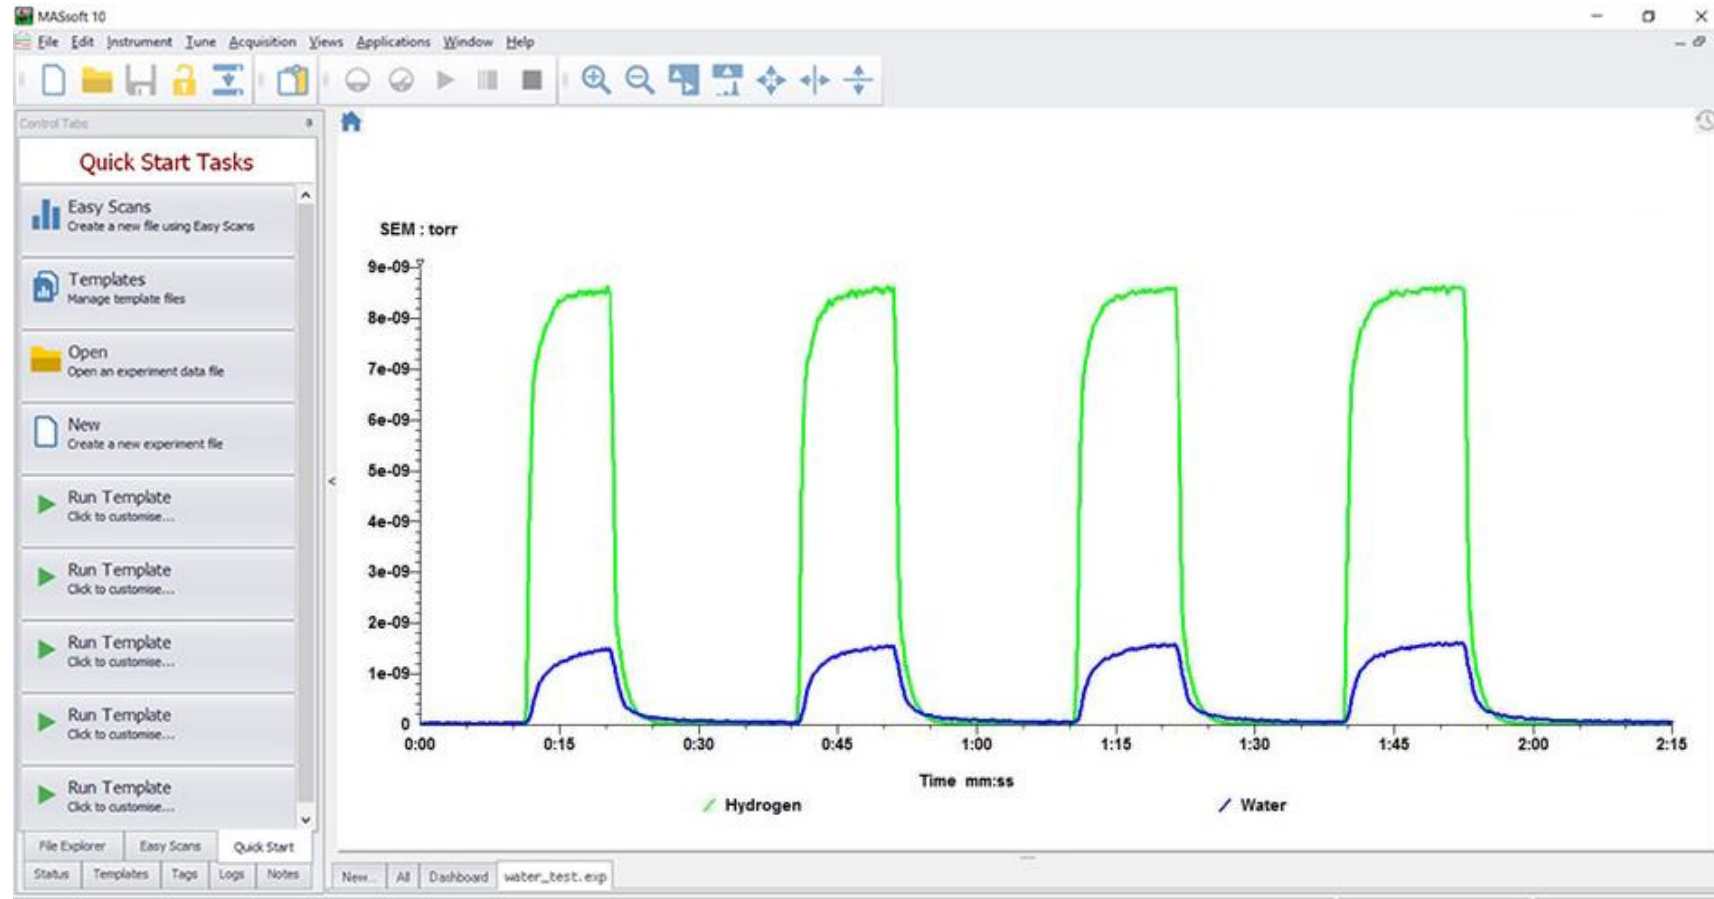 MASsoft 10
File Edit Instrument Tune Acquisition Views Applications Window Help
Control Tabs
Quick Start Tasks
Easy Scans
Create a new file using Easy Scans
Templates
Manage template files
Open
Open an experiment data file
New
Create a new experiment file
Run Template
Click to customise...
Run Template
Click to customise...
Run Template
Click to customise...
Run Template
Click to customise...
Run Template
Click to customise...
File Explorer Easy Scans Quick Start
Status Templates Tags Logs Notes
SEM : torr
9e-09
8e-09
7e-09
6e-09
5e-09
4e-09
3e-09
2e-09
1e-09
0
0:00 0:15 0:30 0:45 1:00 1:15 1:30 1:45 2:00 2:15
Time mm:ss
Hydrogen Water
New... All Dashboard water_test.exp